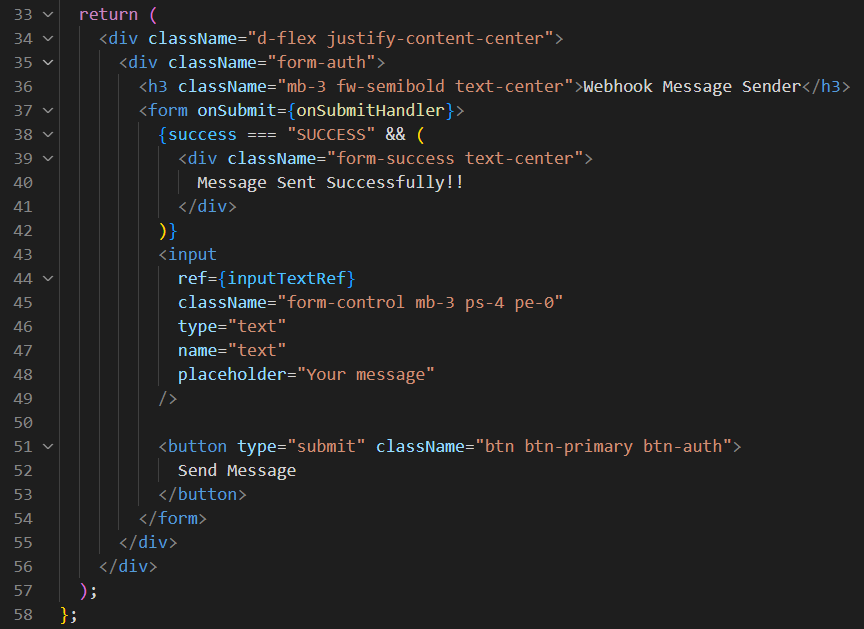 33 return (
34 <div className="d-flex justify-content-center">
35 <div className="form-auth">
36 <h3 className="mb-3 fw-semibold text-center">Webhook Message Sender</h3>
37 <form onSubmit={onSubmitHandler}>
38 {success === "SUCCESS" && (
39 <div className="form-success text-center">
40 Message Sent Successfully!!
41 </div>
42 )}
43 <input
44 ref={inputTextRef}
45 className="form-control mb-3 ps-4 pe-0"
46 type="text"
47 name="text"
48 placeholder="Your message"
49 />
50
51 <button type="submit" className="btn btn-primary btn-auth">
52 Send Message
53 </button>
54 </form>
55 </div>
56 </div>
57 );
58 };